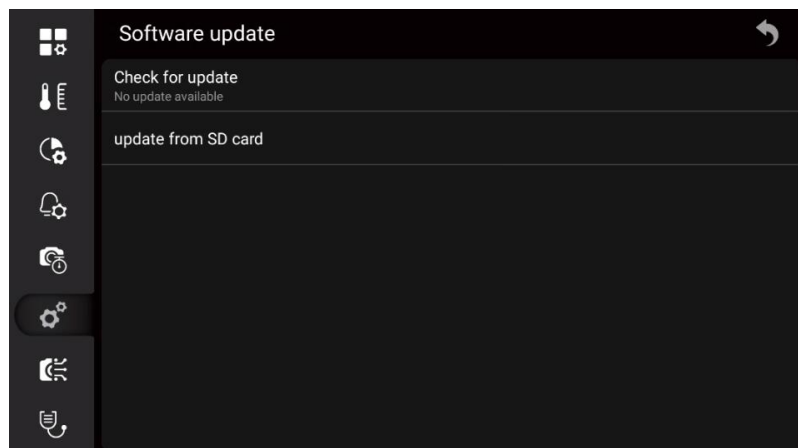 Software update
Check for update
No update available
update from SD card